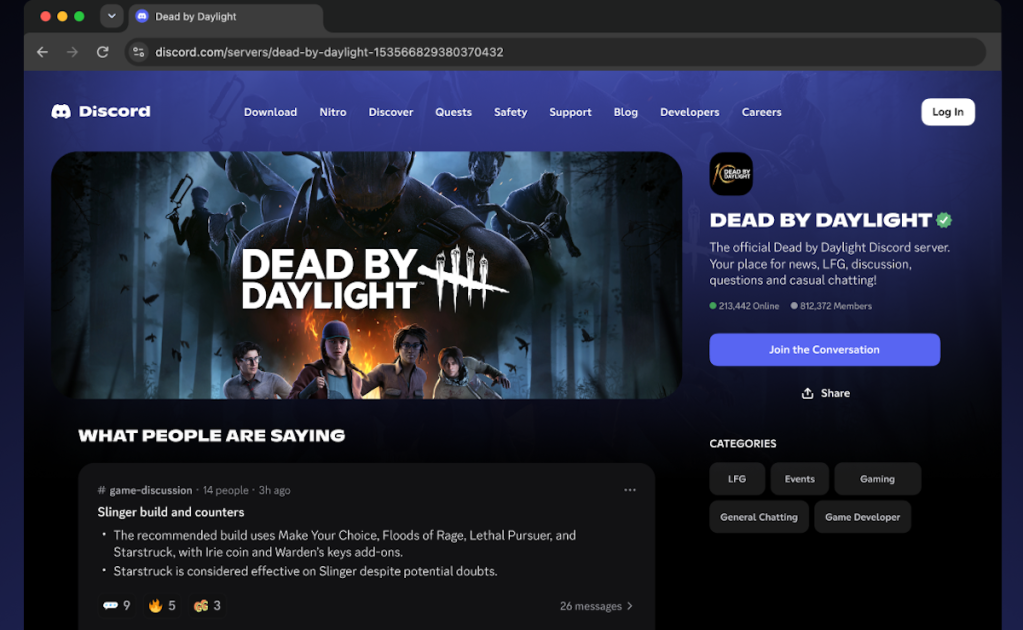 Dead by Daylight
discord.com/servers/dead-by-daylight-153566829380370432
Discord
Download
Nitro
Discover
Quests
Safety
Support
Blog
Developers
Careers
Log In
DEAD BY
DAYLIGHT
DEAD BY
DAYLIGHT
DEAD BY DAYLIGHT
The official Dead by Daylight Discord server.
Your place for news, LFG, discussion,
questions and casual chatting!
213,442 Online
812,372 Members
Join the Conversation
Share
WHAT PEOPLE ARE SAYING
# game-discussion · 14 people · 3h ago
Slinger build and counters
• The recommended build uses Make Your Choice, Floods of Rage, Lethal Pursuer, and
Starstruck, with Irie coin and Warden's keys add-ons.
• Starstruck is considered effective on Slinger despite potential doubts.
9
5
3
26 messages
CATEGORIES
LFG
Events
Gaming
General Chatting
Game Developer